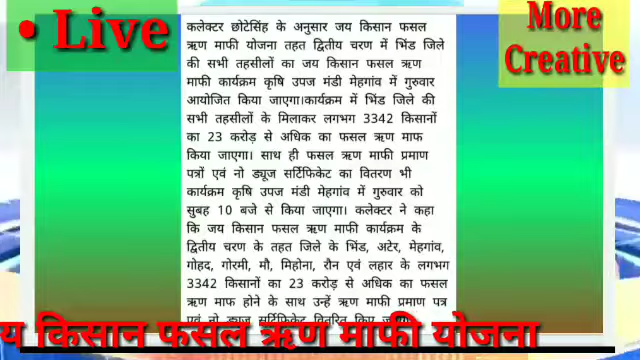 • Live
More
Creative
कलेक्टर छोटेसिंह के अनुसार जय किसान फसल
ऋण माफी योजना तहत द्वितीय चरण में भिंड जिले
की सभी तहसीलों का जय किसान फसल ऋण
माफी कार्यक्रम कृषि उपज मंडी मेहगांव में गुरुवार
आयोजित किया जाएगा।कार्यक्रम में भिंड जिले की
सभी तहसीलों के मिलाकर लगभग 3342 किसानों
का 23 करोड़ से अधिक का फसल ऋण माफ
किया जाएगा। साथ ही फसल ऋण माफी प्रमाण
पत्रों एवं नो ड्यूज सर्टिफिकेट का वितरण भी
कार्यक्रम कृषि उपज मंडी मेहगांव में गुरुवार को
सुबह 10 बजे से किया जाएगा। कलेक्टर ने कहा
कि जय किसान फसल ऋण माफी कार्यक्रम के
द्वितीय चरण के तहत जिले के भिंड, अटेर, मेहगांव,
गोहद, गोरमी, मौ, मिहोना, रौन एवं लहार के लगभग
3342 किसानों का 23 करोड़ से अधिक का फसल
ऋण माफ होने के साथ उन्हें ऋण माफी प्रमाण पत्र
एवं नो ड्यूज सर्टिफिकेट वितरित किए
य किसान फसल ऋण माफी योजना